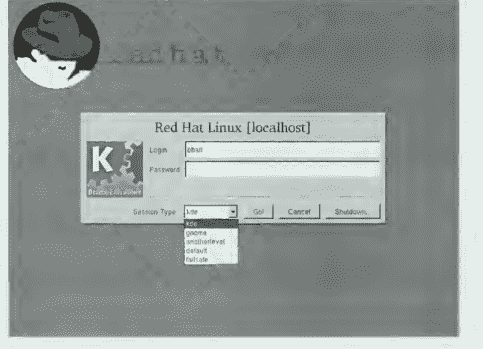 redhat
Red Hat Linux [localhost]
K
Login
Password
Session Type kde Go! Cancel Shutdown...
kde
gnome
anotherlevel
default
failsafe